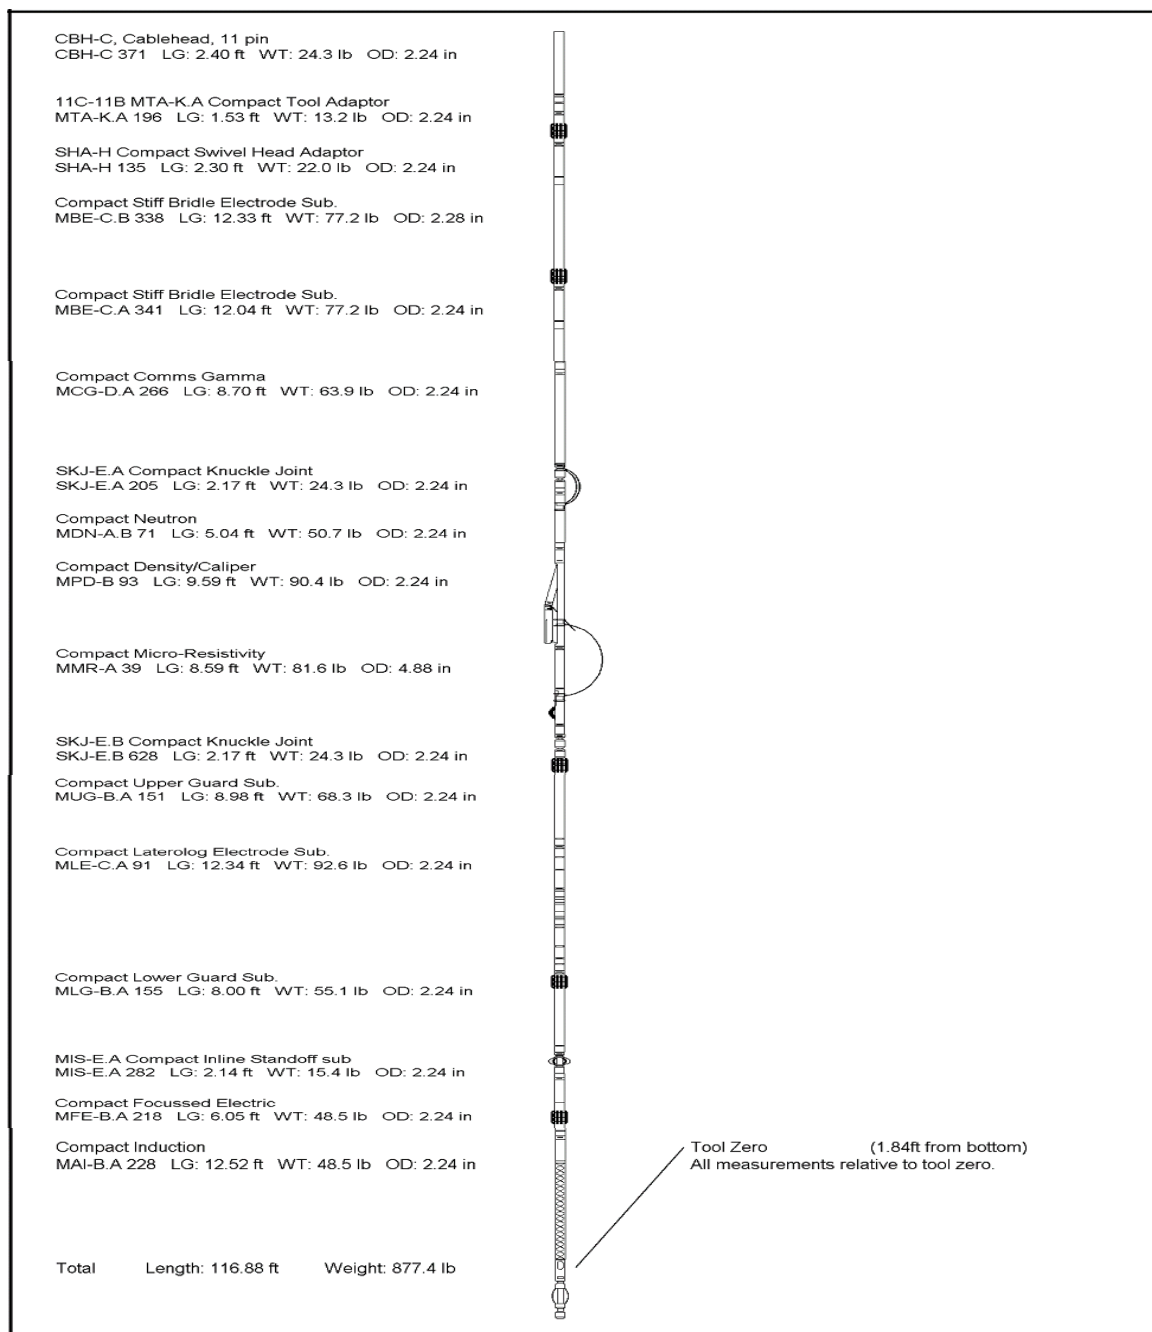 CBH-C, Cablehead, 11 pin
CBH-C 371 LG: 2.40 ft WT: 24.3 lb OD: 2.24 in
11C-11B MTA-K.A Compact Tool Adaptor
MTA-K.A 196 LG: 1.53 ft WT: 13.2 lb OD: 2.24 in
SHA-H Compact Swivel Head Adaptor
SHA-H 135 LG: 2.30 ft WT: 22.0 lb OD: 2.24 in
Compact Stiff Bridle Electrode Sub.
MBE-C.B 338 LG: 12.33 ft WT: 77.2 lb OD: 2.28 in
Compact Stiff Bridle Electrode Sub.
MBE-C.A 341 LG: 12.04 ft WT: 77.2 lb OD: 2.24 in
Compact Comms Gamma
MCG-D.A 266 LG: 8.70 ft WT: 63.9 lb OD: 2.24 in
SKJ-E.A Compact Knuckle Joint
SKJ-E.A 205 LG: 2.17 ft WT: 24.3 lb OD: 2.24 in
Compact Neutron
MDN-A.B 71 LG: 5.04 ft WT: 50.7 lb OD: 2.24 in
Compact Density/Caliper
MPD-B 93 LG: 9.59 ft WT: 90.4 lb OD: 2.24 in
Compact Micro-Resistivity
MMR-A 39 LG: 8.59 ft WT: 81.6 lb OD: 4.88 in
SKJ-E.B Compact Knuckle Joint
SKJ-E.B 628 LG: 2.17 ft WT: 24.3 lb OD: 2.24 in
Compact Upper Guard Sub.
MUG-B.A 151 LG: 8.98 ft WT: 68.3 lb OD: 2.24 in
Compact Laterolog Electrode Sub.
MLE-C.A 91 LG: 12.34 ft WT: 92.6 lb OD: 2.24 in
Compact Lower Guard Sub.
MLG-B.A 155 LG: 8.00 ft WT: 55.1 lb OD: 2.24 in
MIS-E.A Compact Inline Standoff sub
MIS-E.A 282 LG: 2.14 ft WT: 15.4 lb OD: 2.24 in
Compact Focussed Electric
MFE-B.A 218 LG: 6.05 ft WT: 48.5 lb OD: 2.24 in
Compact Induction
MAI-B.A 228 LG: 12.52 ft WT: 48.5 lb OD: 2.24 in
Tool Zero (1.84ft from bottom)
All measurements relative to tool zero.
Total Length: 116.88 ft Weight: 877.4 lb